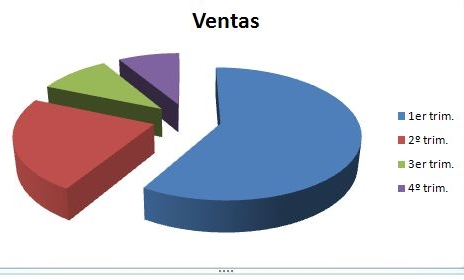 Ventas
1er trim.
2º trim.
3er trim.
4º trim.